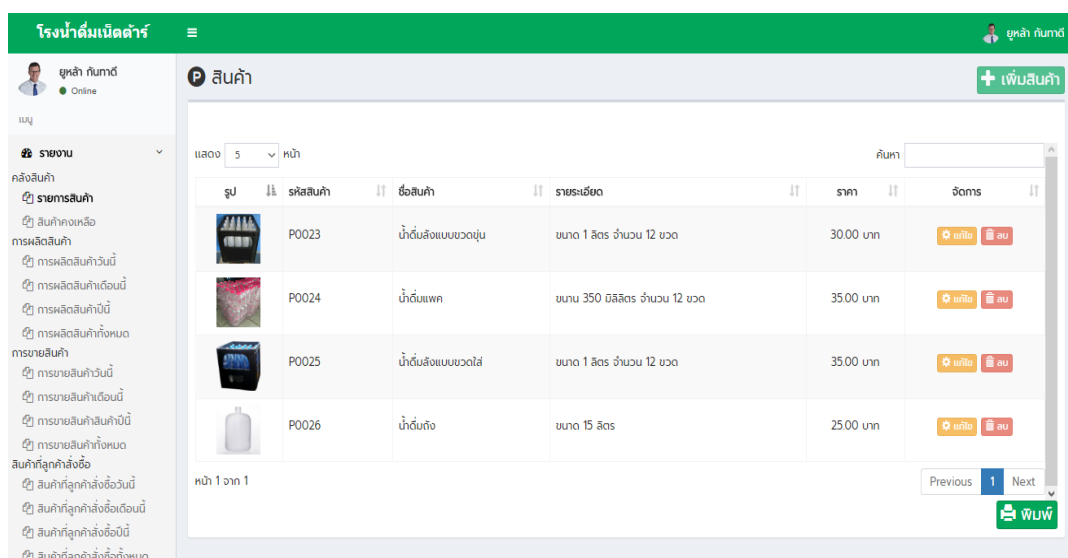 โรงน้ำดื่มเน็ตด้าร์
ยูหล้า กันทาดี
ยูหล้า กันทาดี
Online
สินค้า
เพิ่มสินค้า
เมนู
รายงาน
คลังสินค้า
รายการสินค้า
สินค้าคงเหลือ
การผลิตสินค้า
การผลิตสินค้าวันนี้
การผลิตสินค้าเดือนนี้
การผลิตสินค้าปีนี้
การผลิตสินค้าทั้งหมด
การขายสินค้า
การขายสินค้าวันนี้
การขายสินค้าเดือนนี้
การขายสินค้าสินค้าปีนี้
การขายสินค้าทั้งหมด
สินค้าที่ลูกค้าสั่งซื้อ
สินค้าที่ลูกค้าสั่งซื้อวันนี้
สินค้าที่ลูกค้าสั่งซื้อเดือนนี้
สินค้าที่ลูกค้าสั่งซื้อปีนี้
สินค้าที่ลูกค้าสั่งซื้อทั้งหมด
แสดง 5 หน้า ค้นหา
รูป รหัสสินค้า ชื่อสินค้า รายระเอียด ราคา จัดการ
P0023 น้ำดื่มลังแบบขวดขุ่น ขนาด 1 ลิตร จำนวน 12 ขวด 30.00 บาท แก้ไข ลบ
P0024 น้ำดื่มแพค ขนาน 350 มิลิลิตร จำนวน 12 ขวด 35.00 บาท แก้ไข ลบ
P0025 น้ำดื่มลังแบบขวดใส่ ขนาด 1 ลิตร จำนวน 12 ขวด 35.00 บาท แก้ไข ลบ
P0026 น้ำดื่มถัง ขนาด 15 ลิตร 25.00 บาท แก้ไข ลบ
หน้า 1 จาก 1 Previous 1 Next
พิมพ์